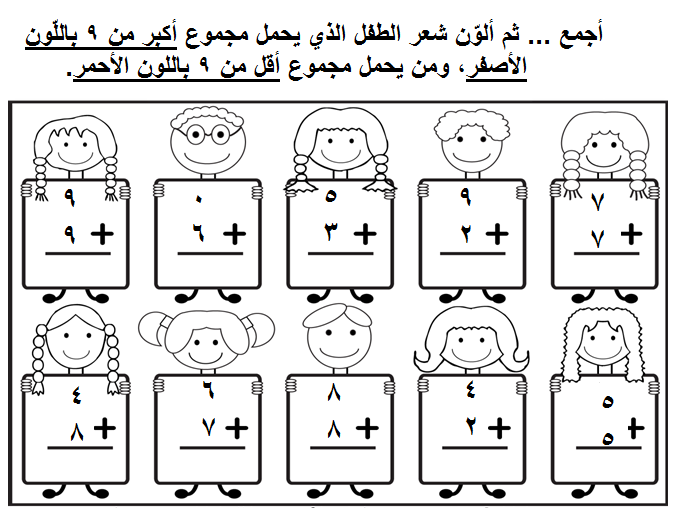 أجمع ... ثم ألوّن شعر الطفل الذي يحمل مجموع أكبر من ٩ باللّون
الأصفر، ومن يحمل مجموع أقل من ٩ باللون الأحمر.
٧ ٩ ٥ ٠ ٩
+ ٧ + ٢ + ٣ + ٦ + ٩
٥ ٤ ٨ ٦ ٤
+ ٥ + ٢ + ٨ + ٧ + ٨